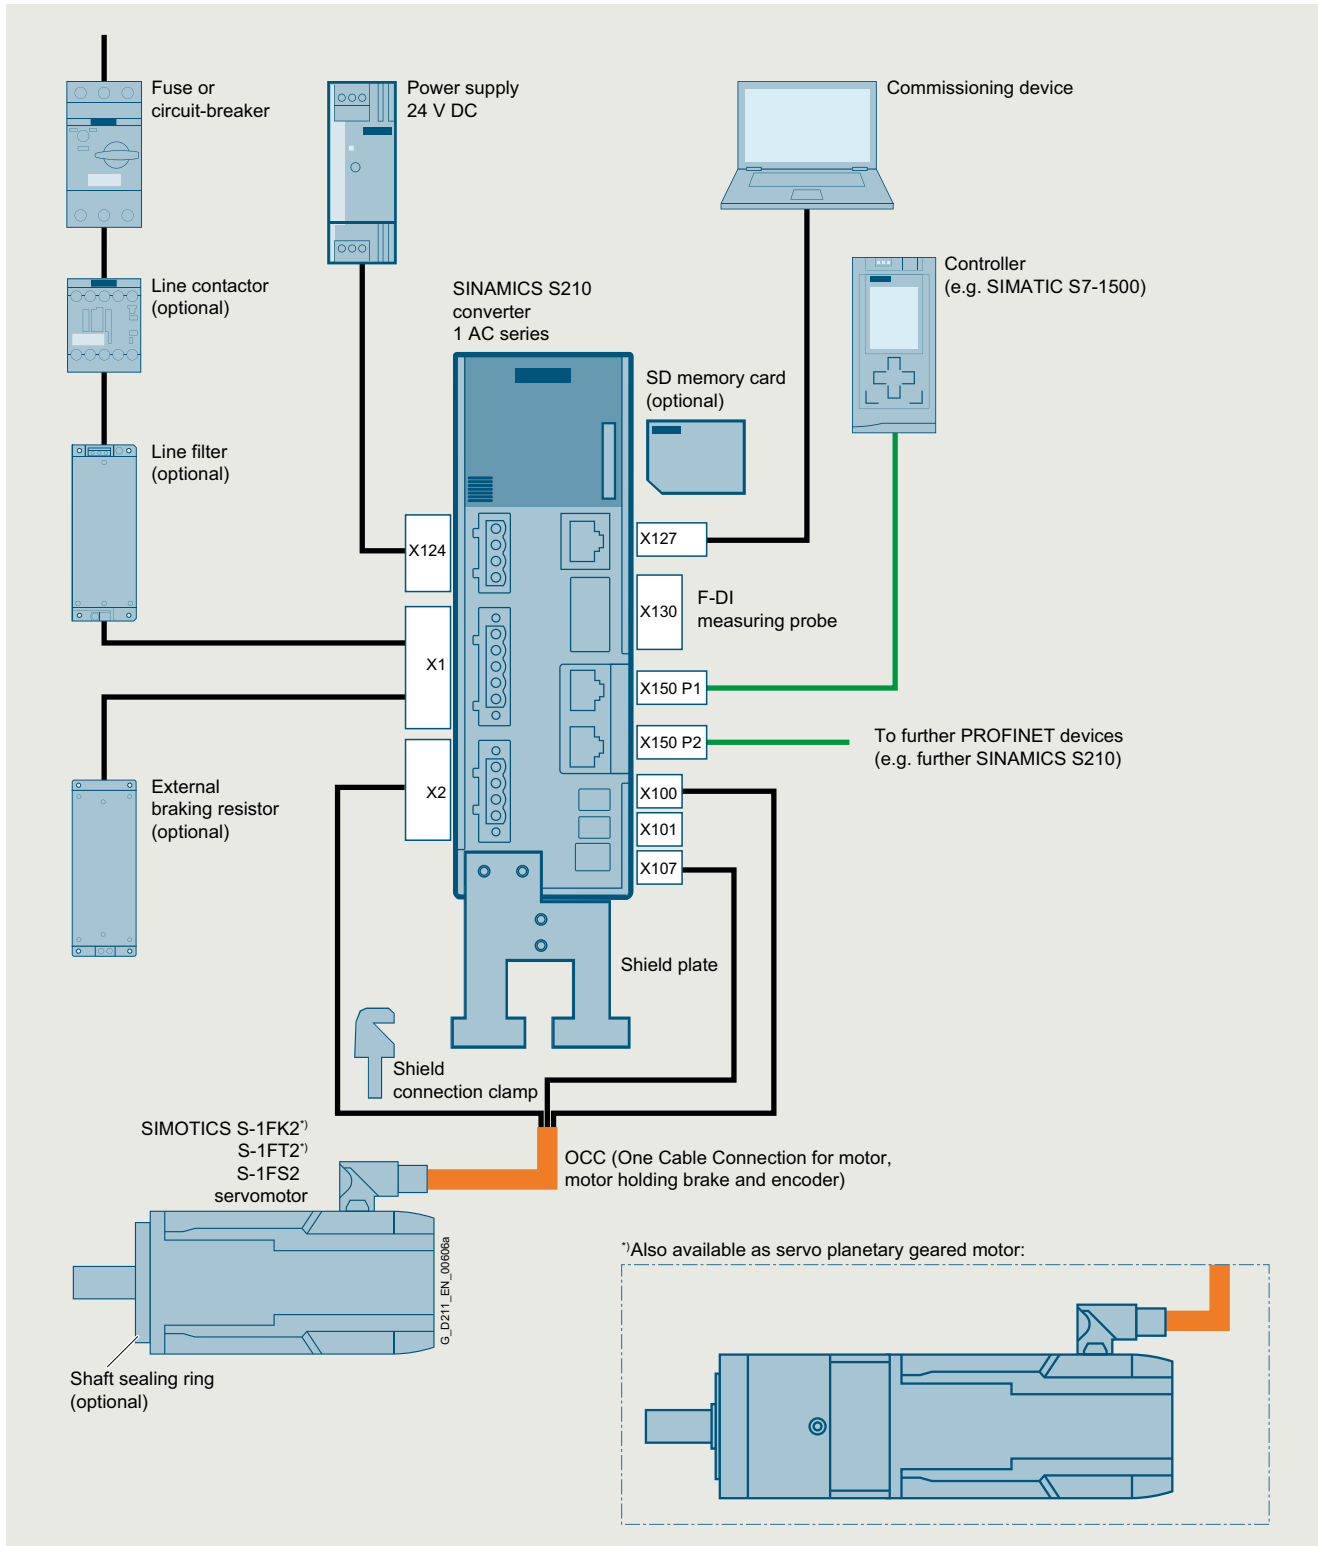 Fuse or
circuit-breaker
Power supply
24 V DC
Commissioning device
Line contactor
(optional)
Controller
(e.g. SIMATIC S7-1500)
SINAMICS S210
converter
1 AC series
SD memory card
(optional)
Line filter
(optional)
X124
X127
X130
F-DI
measuring probe
X1
X150 P1
X150 P2
To further PROFINET devices
(e.g. further SINAMICS S210)
X2
External
braking resistor
(optional)
X100
X101
X107
Shield plate
Shield
connection clamp
SIMOTICS S-1FK2*)
S-1FT2*)
S-1FS2
servomotor
OCC (One Cable Connection for motor,
motor holding brake and encoder)
G_D211_EN_00606a
*)Also available as servo planetary geared motor:
Shaft sealing ring
(optional)